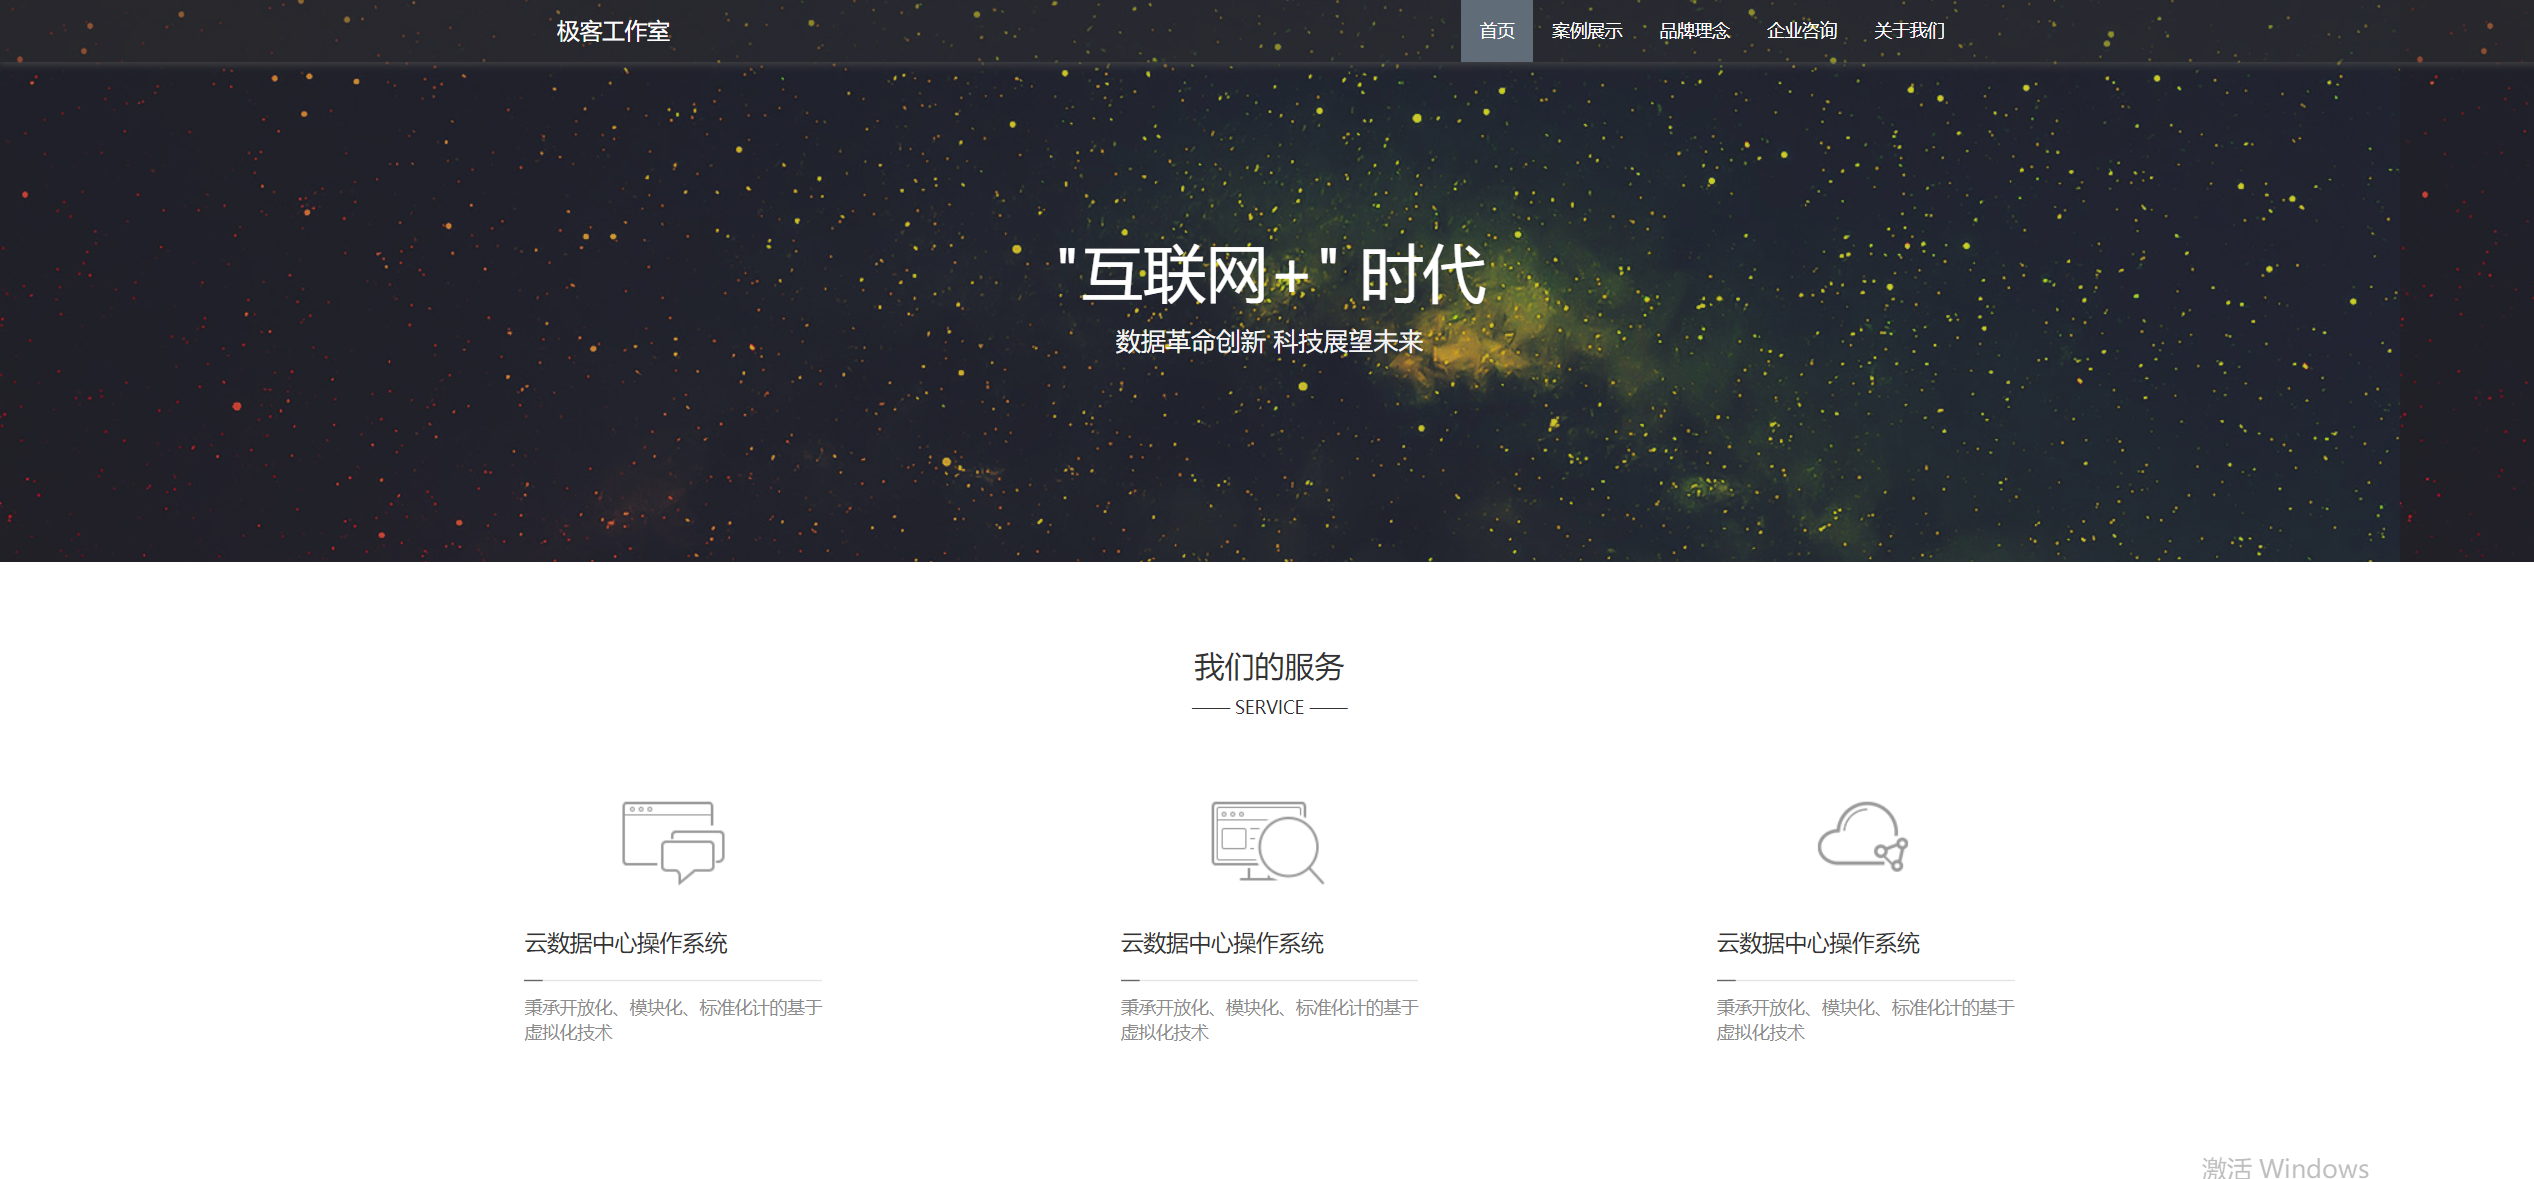 极客工作室
首页 案例展示 品牌理念 企业咨询 关于我们
"互联网+" 时代
数据革命创新 科技展望未来
我们的服务
—— SERVICE ——
云数据中心操作系统
秉承开放化、模块化、标准化计的基于
虚拟化技术
云数据中心操作系统
秉承开放化、模块化、标准化计的基于
虚拟化技术
云数据中心操作系统
秉承开放化、模块化、标准化计的基于
虚拟化技术
激活 Windows